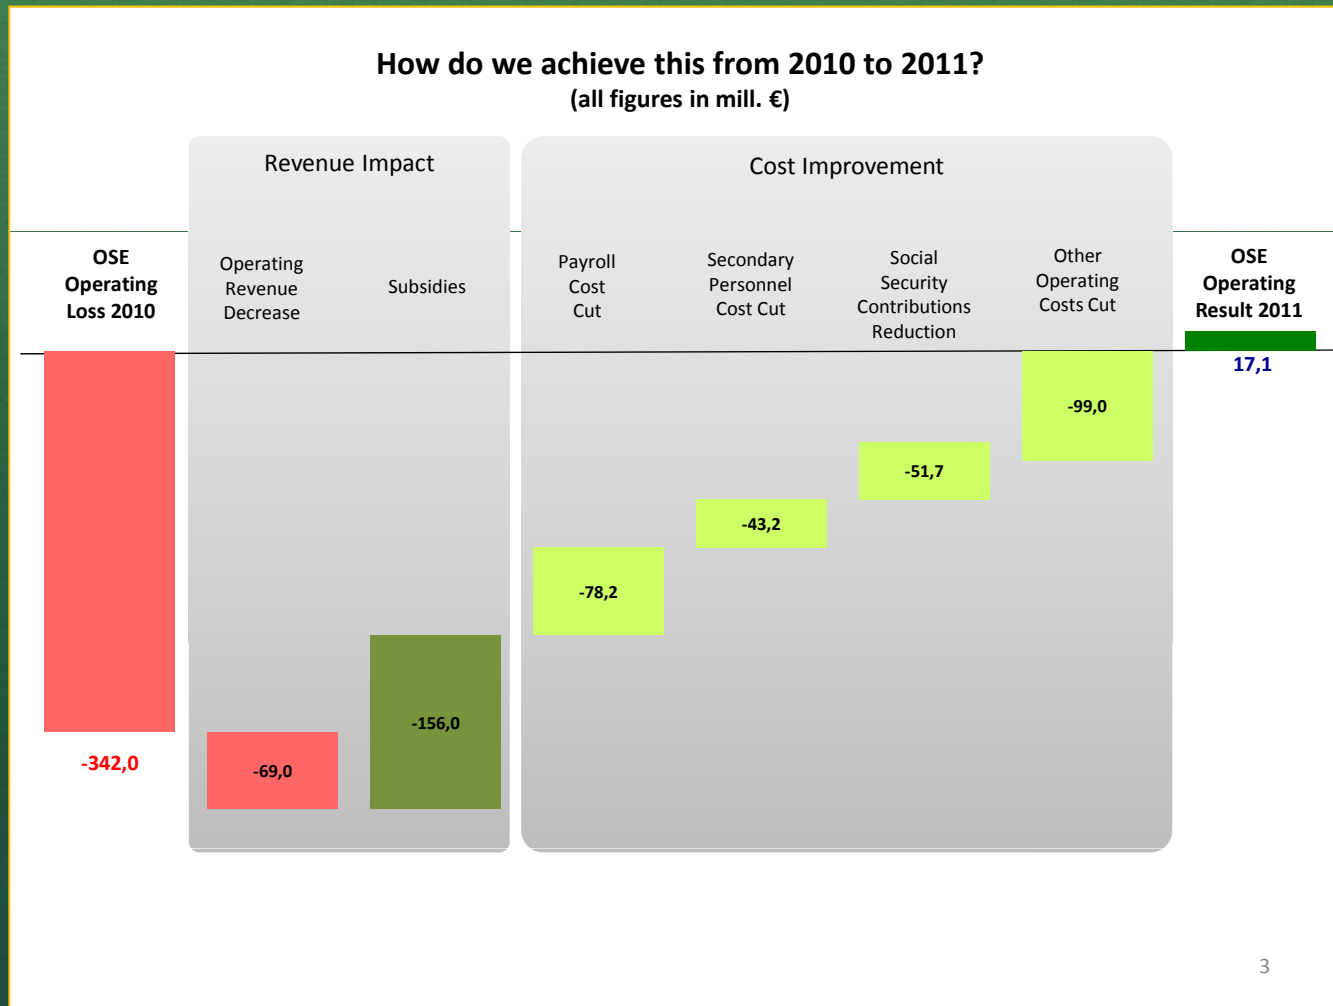 How do we achieve this from 2010 to 2011?
(all figures in mill. €)
Revenue Impact
Cost Improvement
OSE
Operating
Loss 2010
Operating
Revenue
Decrease
Subsidies
Payroll
Cost
Cut
Secondary
Personnel
Cost Cut
Social
Security
Contributions
Reduction
Other
Operating
Costs Cut
OSE
Operating
Result 2011
17,1
-99,0
-51,7
-43,2
-78,2
-156,0
-342,0
-69,0
3